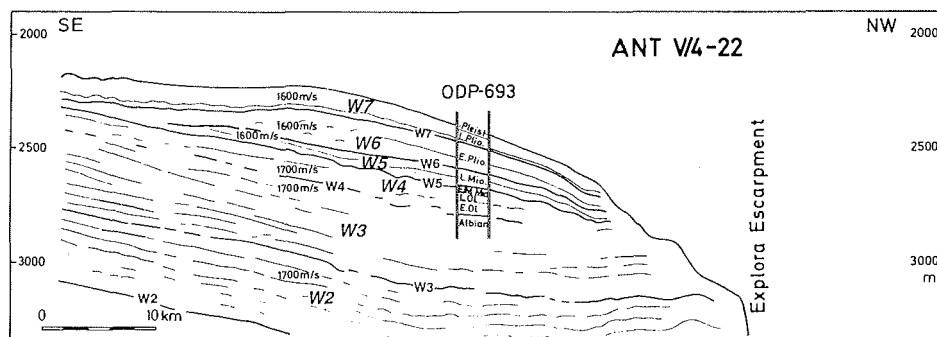 SE
NW
2000
2000
ANT V/4-22
ODP-693
1600m/s
W7
Pleist.
L.Plio.
W7
1600m/s
W6
E.Plio.
1600m/s
W5
W6
L.Mio.
2500
2500
1700m/s
W4
W4
W5
L.Ol.
1700m/s
E.Ol.
Albian
W3
Explora Escarpment
3000
3000
m
1700m/s
W2
W3
W2
0 10 km